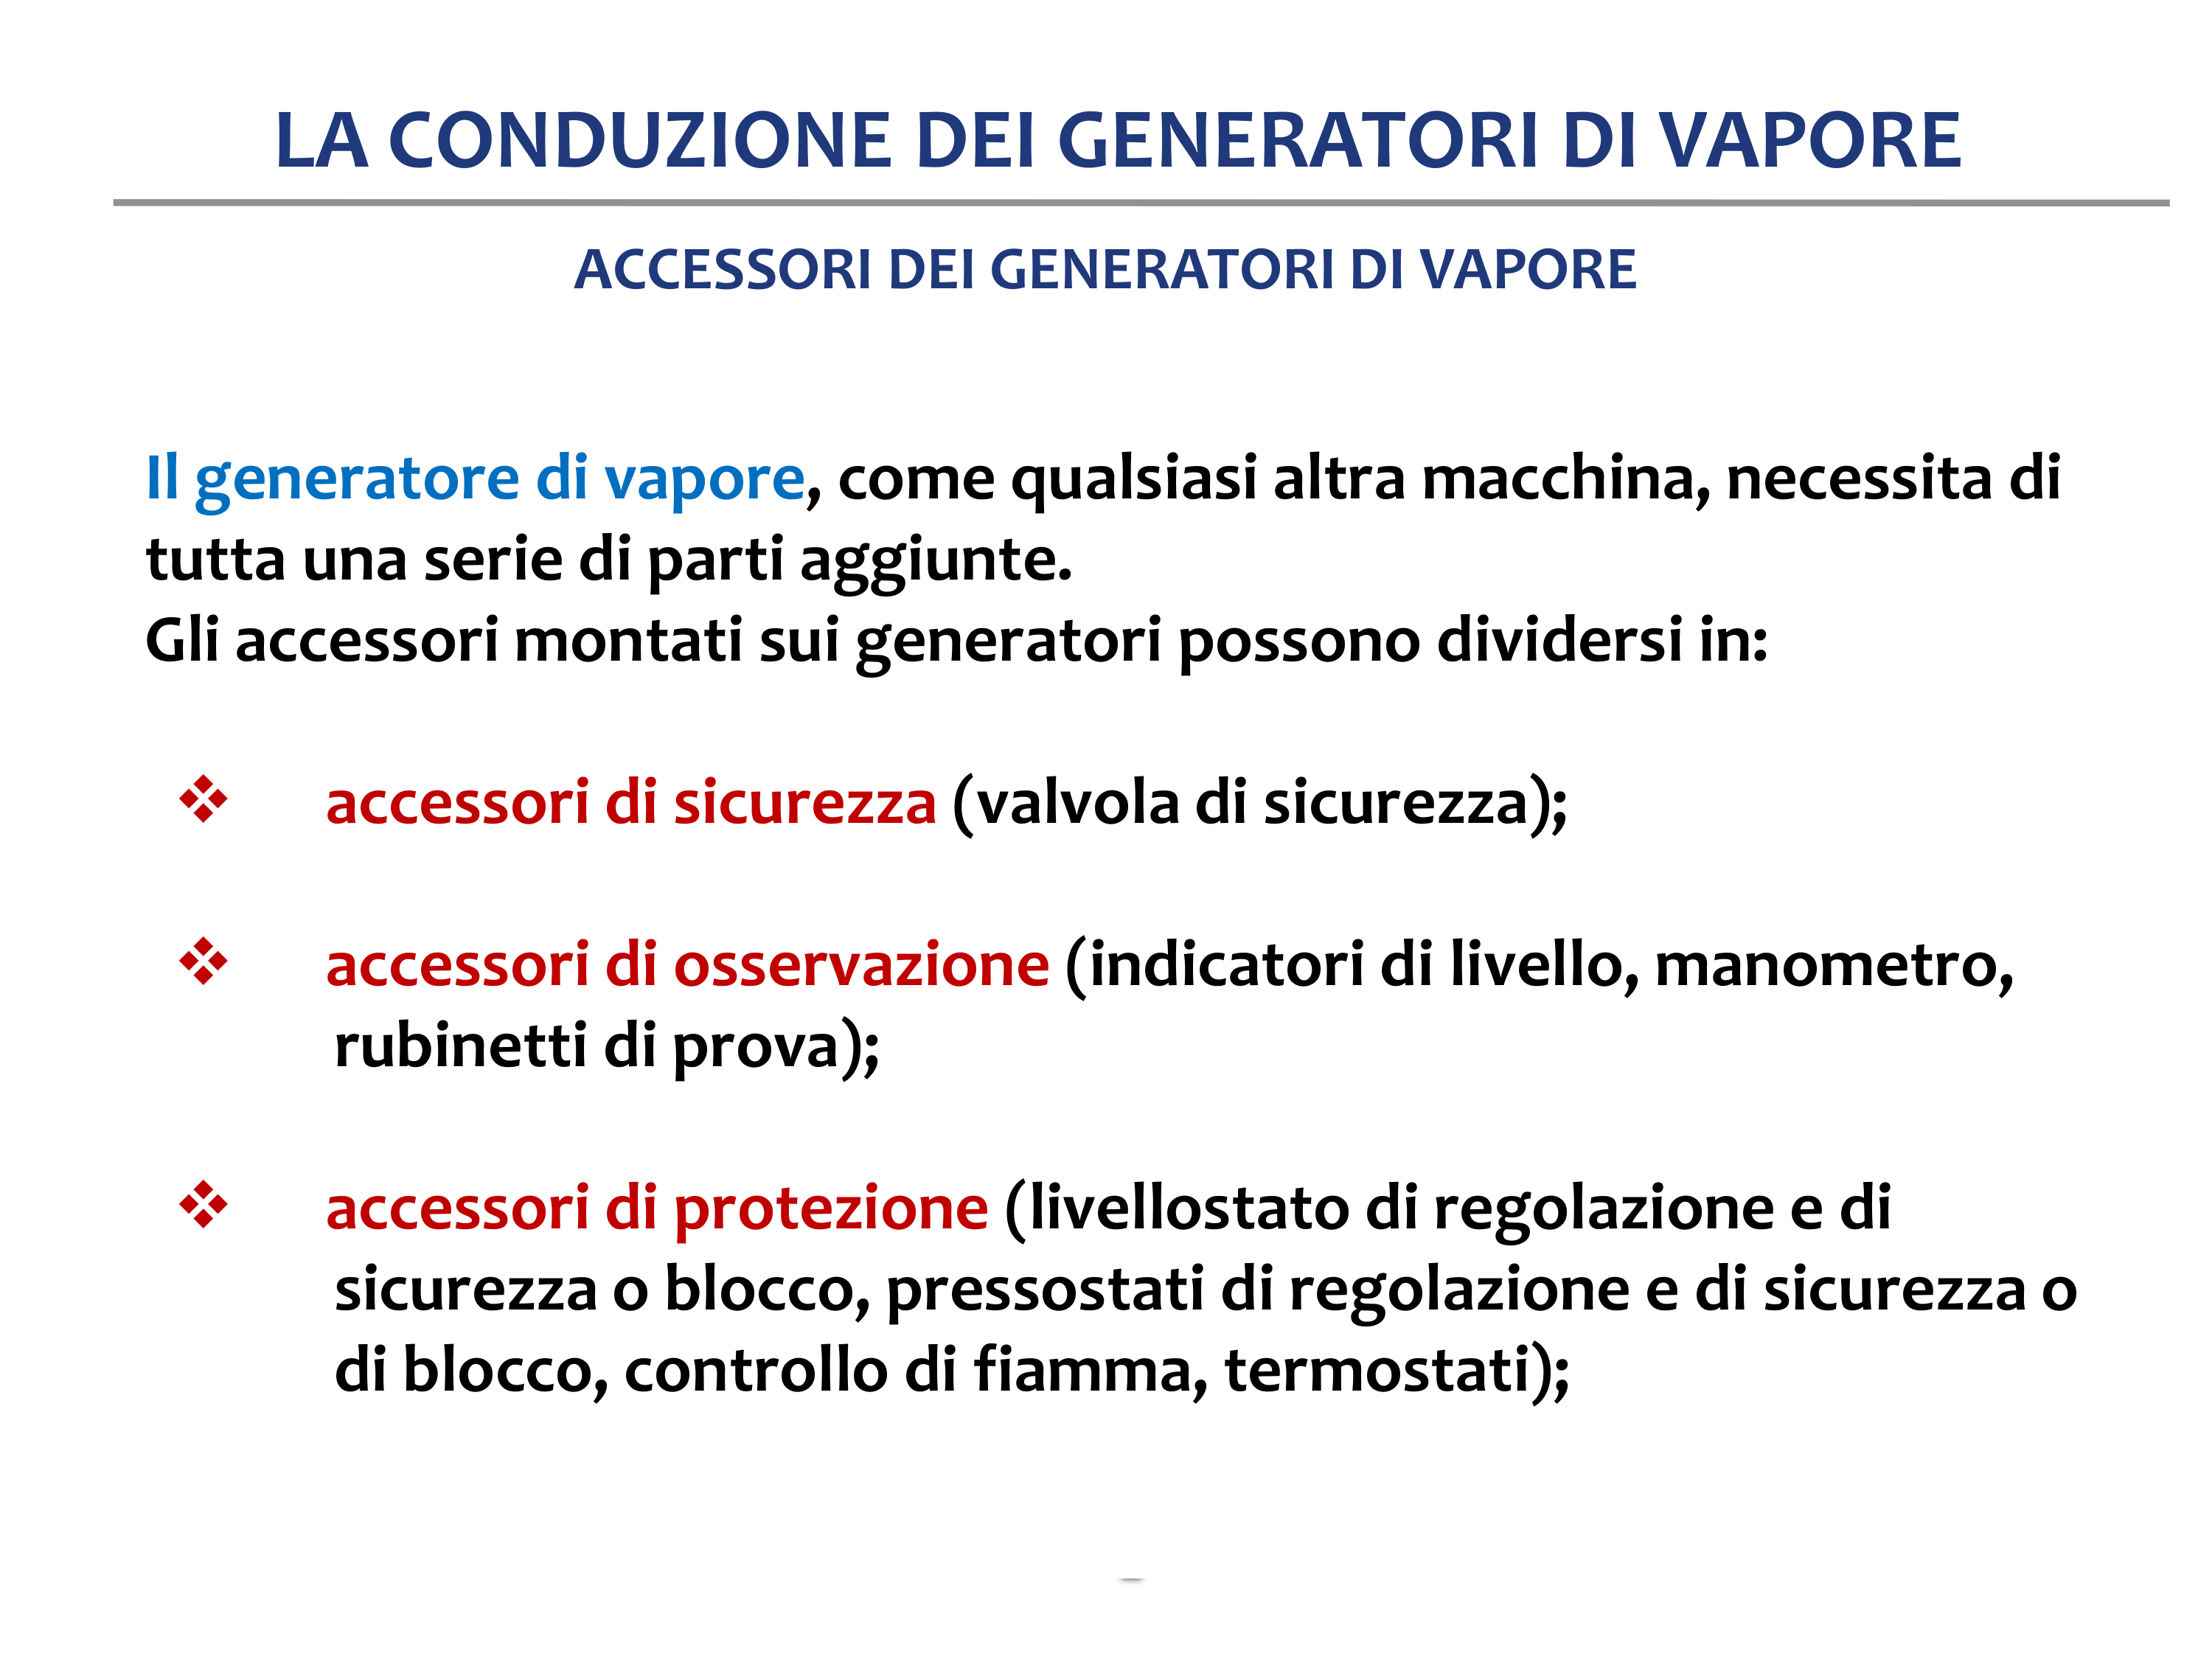 LA CONDUZIONE DEI GENERATORI DI VAPORE
ACCESSORI DEI GENERATORI DI VAPORE
Il generatore di vapore, come qualsiasi altra macchina, necessita di
tutta una serie di parti aggiunte.
Gli accessori montati sui generatori possono dividersi in:
❖ accessori di sicurezza (valvola di sicurezza);
❖ accessori di osservazione (indicatori di livello, manometro,
rubinetti di prova);
❖ accessori di protezione (livellostato di regolazione e di
sicurezza o blocco, pressostati di regolazione e di sicurezza o
di blocco, controllo di fiamma, termostati);